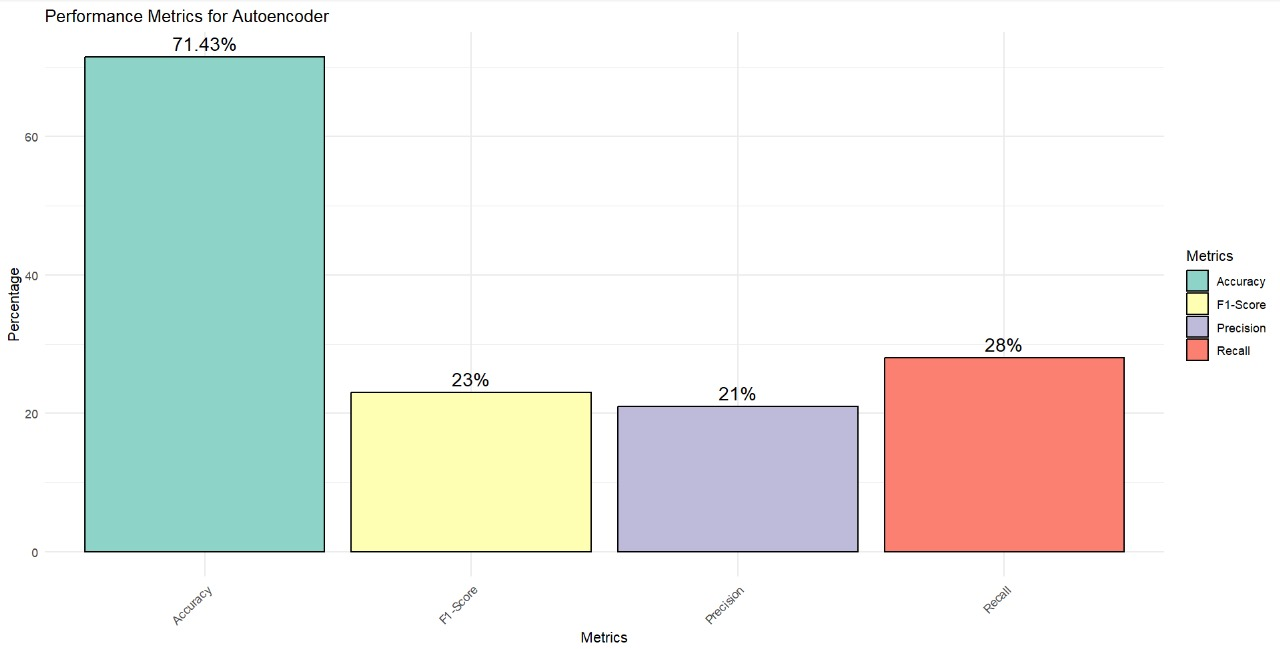 Performance Metrics for Autoencoder
71.43%
60
40
20
0
Percentage
23%
21%
28%
Accuracy
F1-Score
Precision
Recall
Metrics
Metrics
Accuracy
F1-Score
Precision
Recall